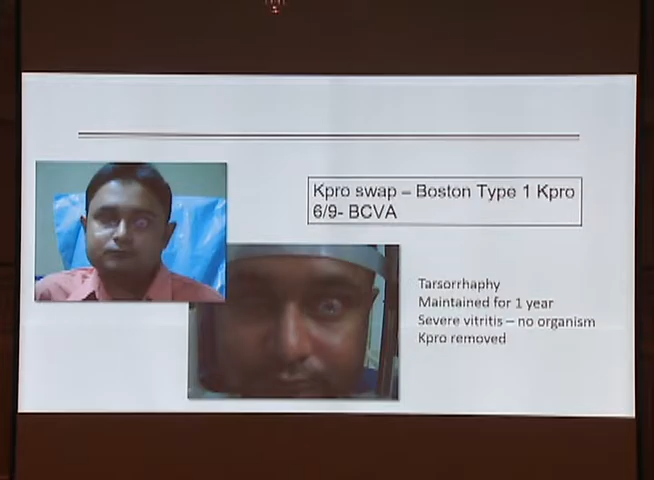 Kpro swap – Boston Type 1 Kpro
6/9- BCVA
Tarsorrhaphy
Maintained for 1 year
Severe vitritis – no organism
Kpro removed